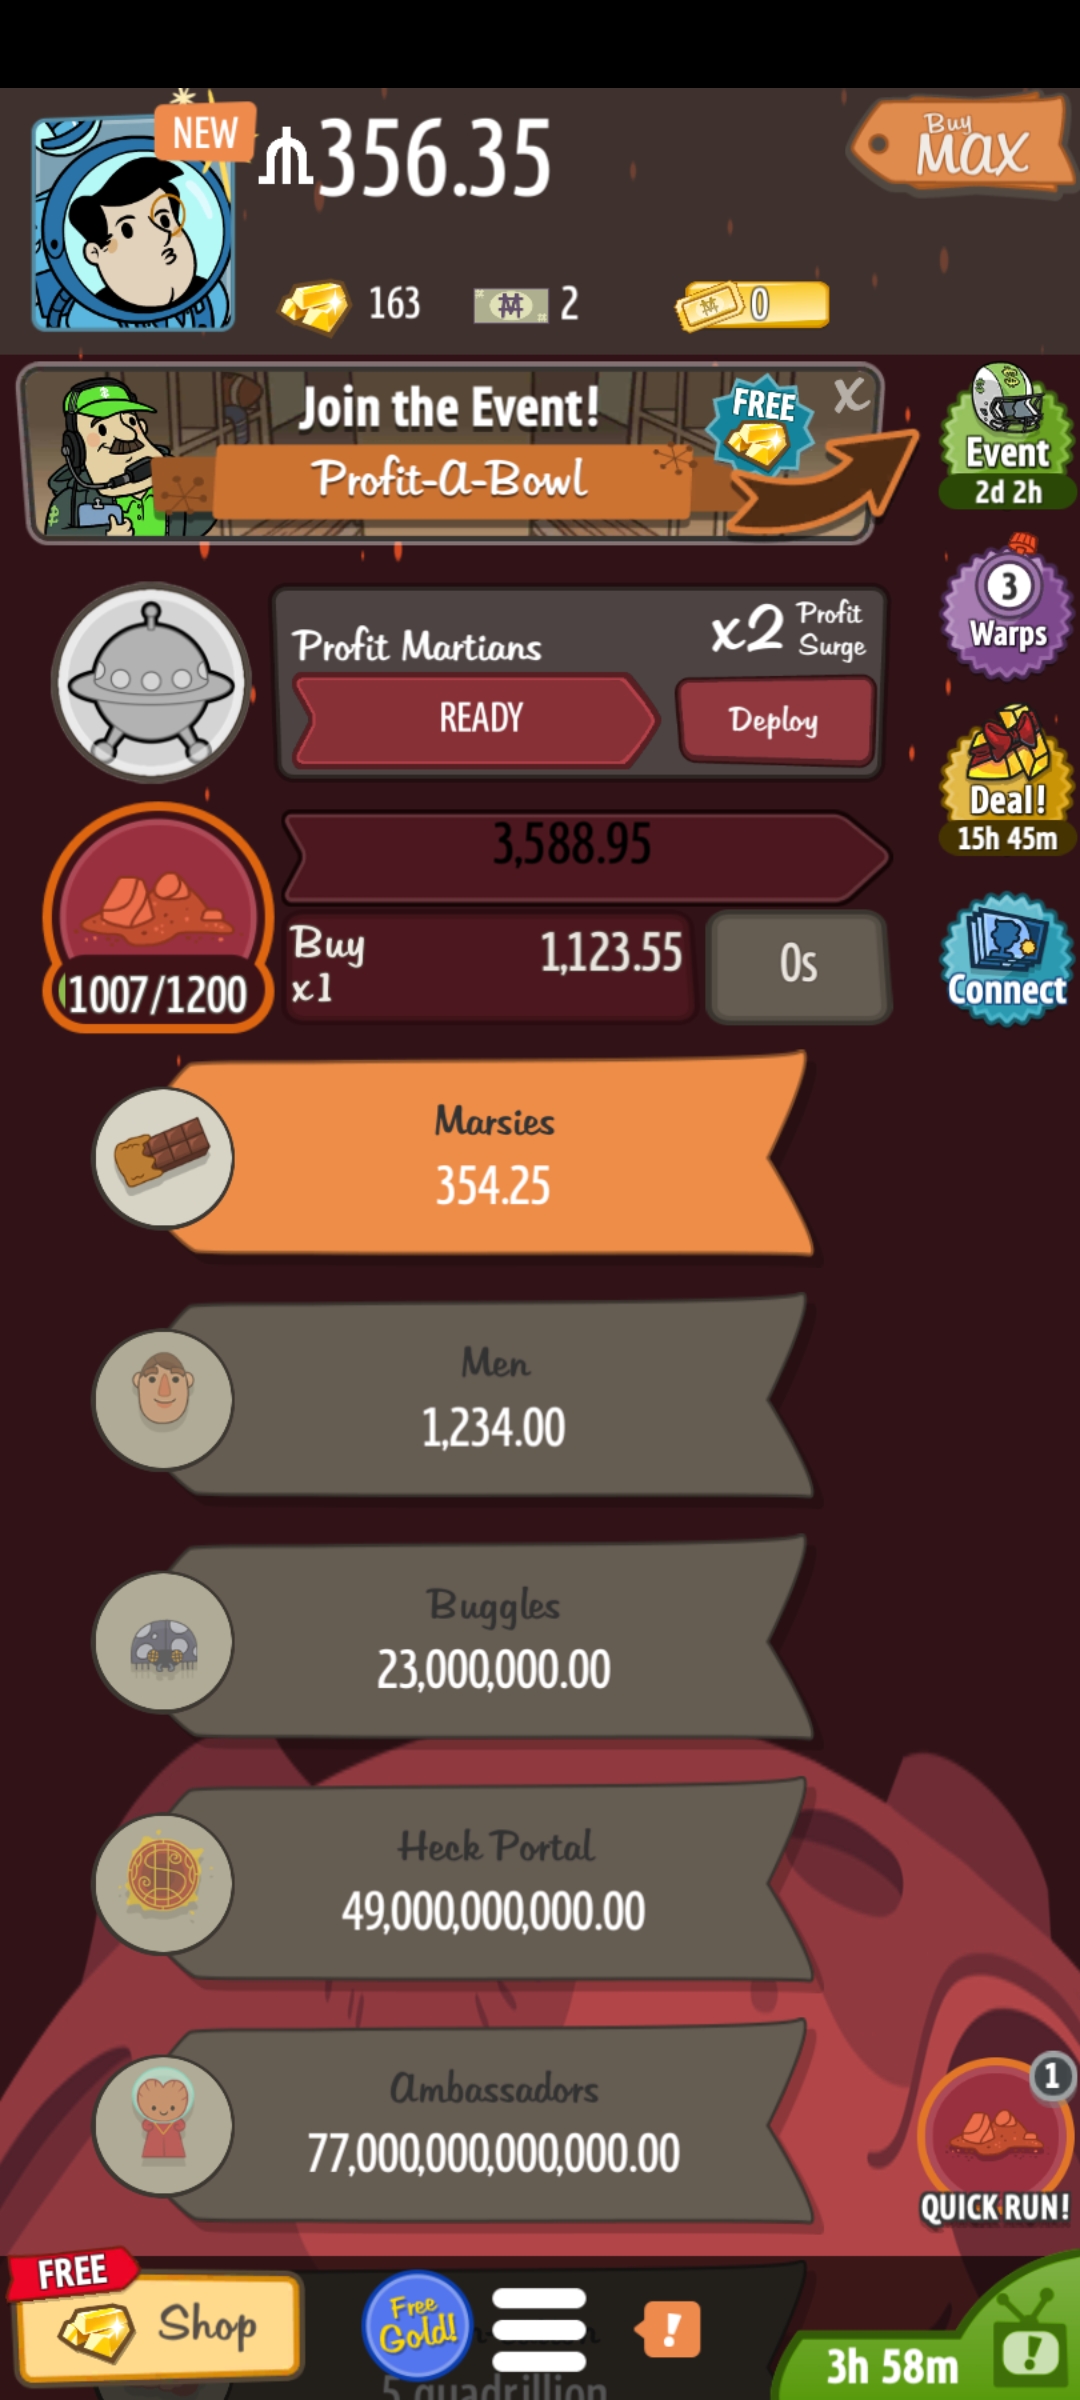 NEW
356.35
Buy
MAX
163
2
0
Join the Event!
FREE
X
Profit-A-Bowl
Event
2d 2h
3
Warps
Profit Martians
x2 Profit
Surge
READY
Deploy
Deal!
15h 45m
3,588.95
Buy
x1
1,123.55
0s
1007/1200
Connect
Marsies
354.25
Men
1,234.00
Buggles
23,000,000.00
Heck Portal
49,000,000,000.00
Ambassadors
77,000,000,000,000.00
1
QUICK RUN!
FREE
Shop
Free
Gold!
!
3h 58m
!
5 quadrillion